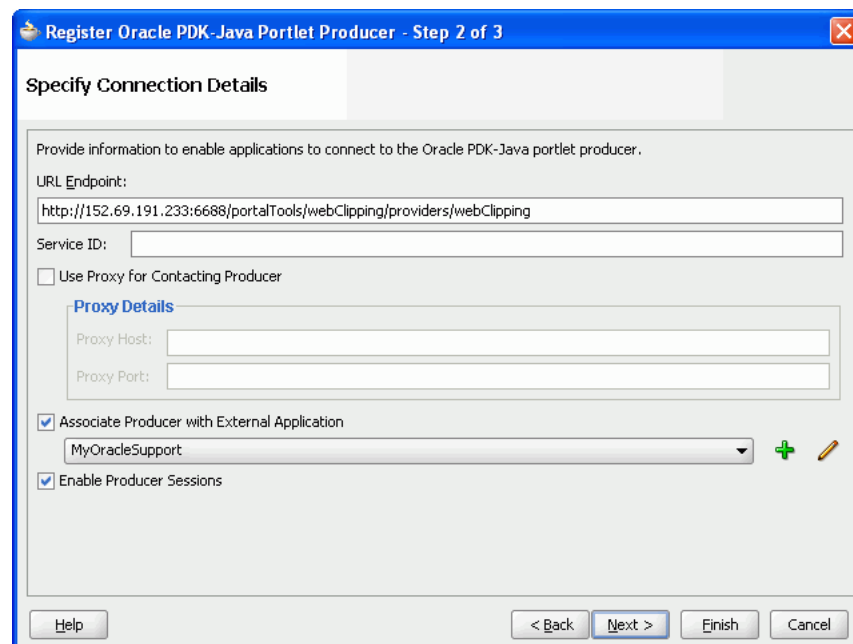 Register Oracle PDK-Java Portlet Producer - Step 2 of 3
Specify Connection Details
Provide information to enable applications to connect to the Oracle PDK-Java portlet producer.
URL Endpoint:
http://152.69.191.233:6688/portalTools/webClipping/providers/webClipping
Service ID:
Use Proxy for Contacting Producer
Proxy Details
Proxy Host:
Proxy Port:
Associate Producer with External Application
MyOracleSupport
Enable Producer Sessions
Help < Back Next > Finish Cancel